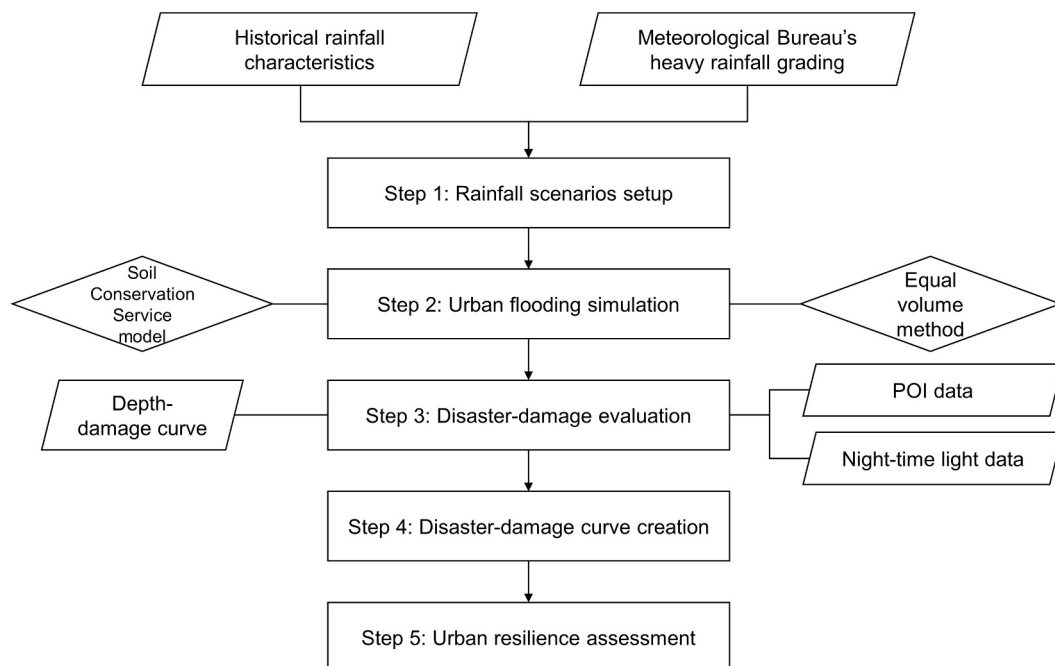 Historical rainfall
characteristics
Meteorological Bureau's
heavy rainfall grading
Step 1: Rainfall scenarios setup
Soil
Conservation
Service
model
Step 2: Urban flooding simulation
Equal
volume
method
Depth-
damage curve
Step 3: Disaster-damage evaluation
POI data
Night-time light data
Step 4: Disaster-damage curve creation
Step 5: Urban resilience assessment